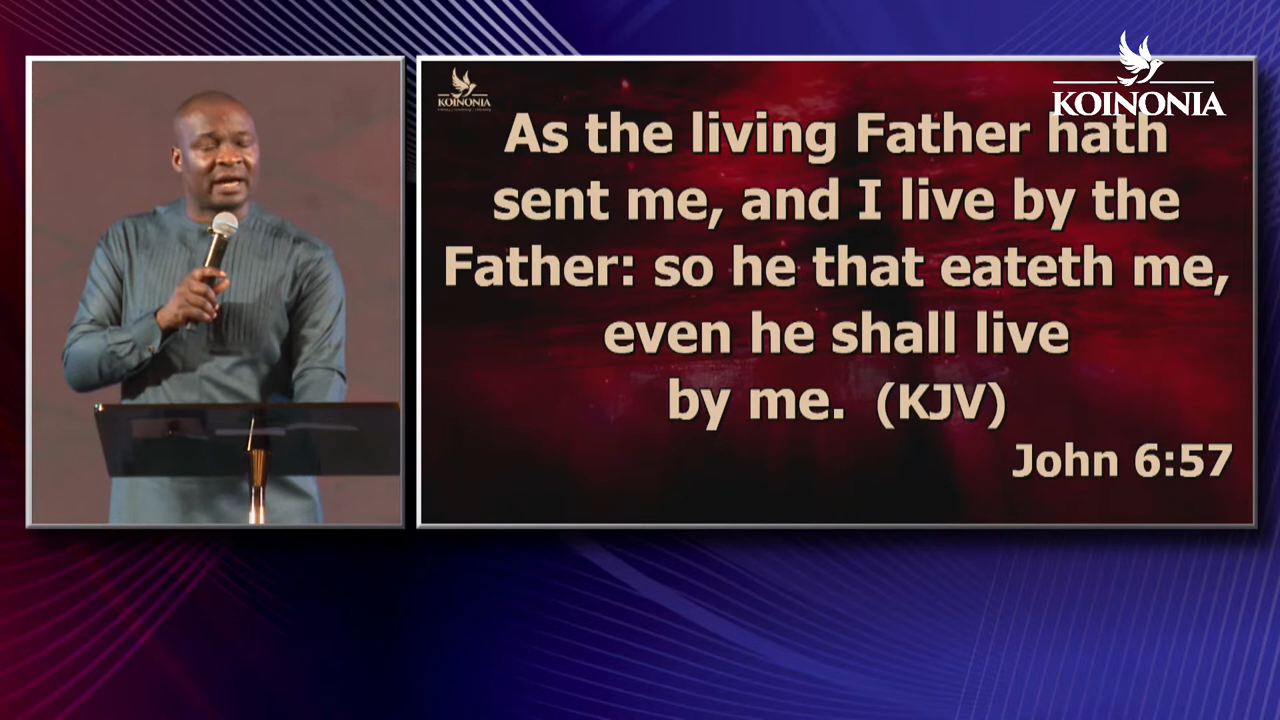 KOINONIA
KOINONIA
As the living Father hath
sent me, and I live by the
Father: so he that eateth me,
even he shall live
by me. (KJV)
John 6:57